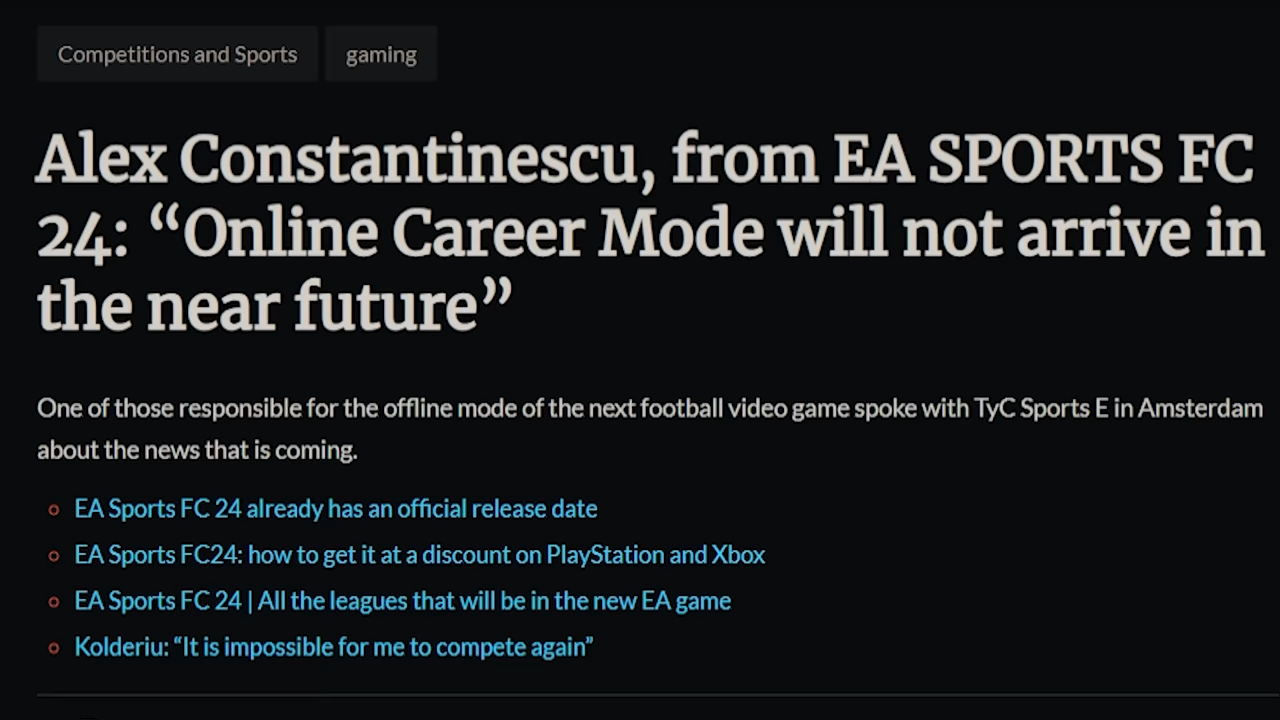 Competitions and Sports
gaming
Alex Constantinescu, from EA SPORTS FC
24: “Online Career Mode will not arrive in
the near future”
One of those responsible for the offline mode of the next football video game spoke with TyC Sports E in Amsterdam
about the news that is coming.
EA Sports FC 24 already has an official release date
EA Sports FC24: how to get it at a discount on PlayStation and Xbox
EA Sports FC 24 | All the leagues that will be in the new EA game
Kolderiu: “It is impossible for me to compete again”